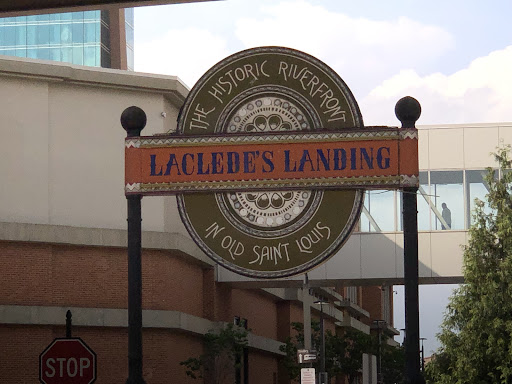 THE HISTORIC RIVERFRONT
LACLEDE'S LANDING
IN OLD SAINT LOUIS
STOP